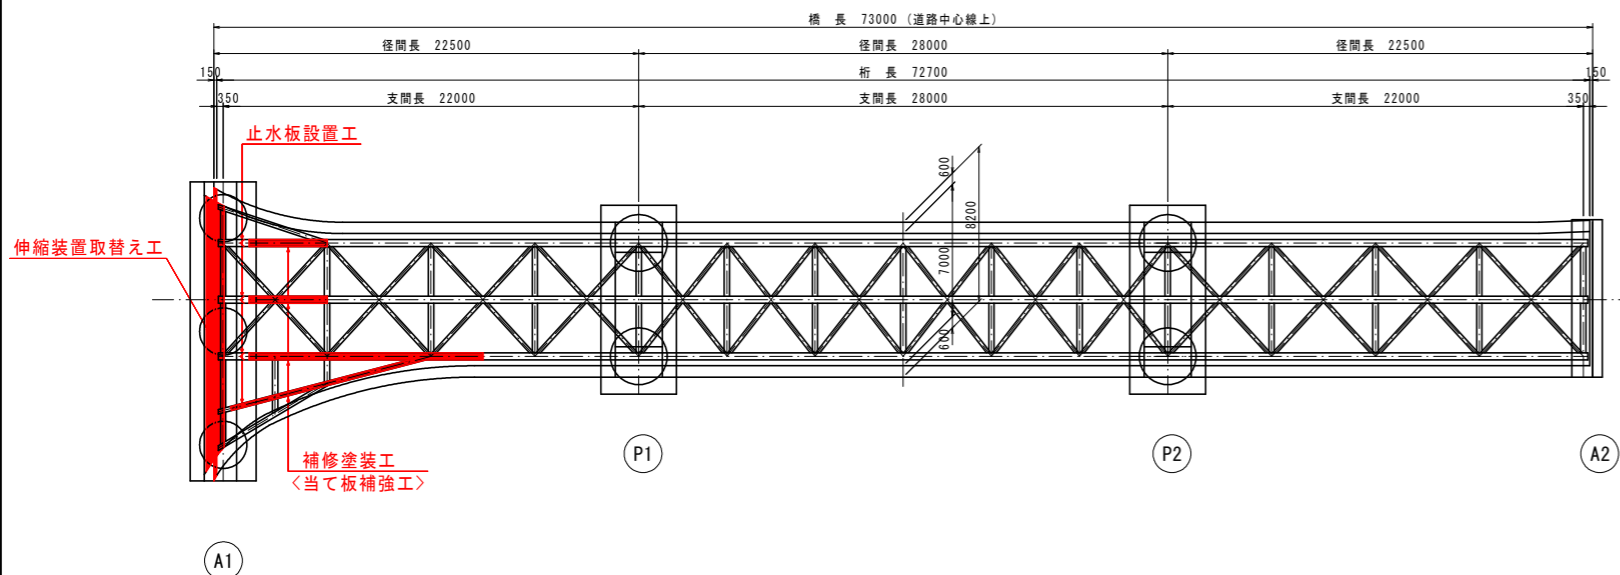 橋 長 73000 (道路中心線上)
径間長 22500
径間長 28000
径間長 22500
150
桁 長 72700
150
350
支間長 22000
支間長 28000
支間長 22000
350
止水板設置工
600
8200
7000
600
伸縮装置取替え工
補修塗装工
〈当て板補強工〉
P1
P2
A2
A1